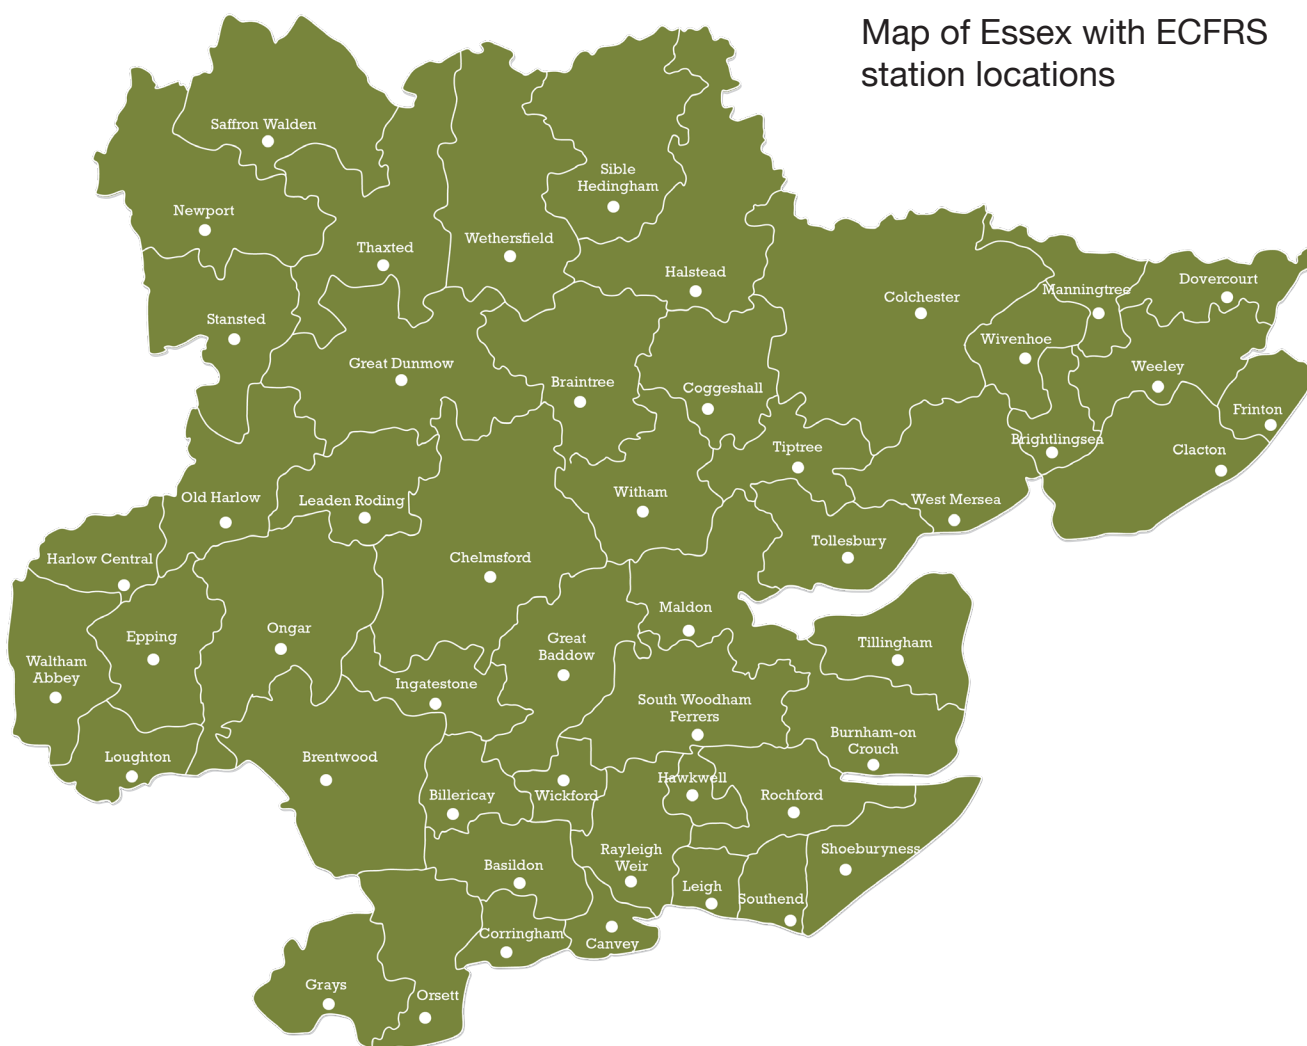 Map of Essex with ECFRS
station locations
Saffron Walden
Sible
Hedingham
Newport
Thaxted
Wethersfield
Halstead
Colchester
Manningtree
Dovercourt
Stansted
Wivenhoe
Great Dunmow
Braintree
Coggeshall
Weeley
Frinton
Tiptree
Brightlingsea
Clacton
Old Harlow
Leaden Roding
Witham
West Mersea
Tollesbury
Harlow Central
Chelmsford
Maldon
Epping
Ongar
Great
Baddow
Tillingham
Waltham
Abbey
Ingatestone
South Woodham
Ferrers
Burnham-on
Crouch
Loughton
Brentwood
Billericay
Wickford
Hawkwell
Rochford
Rayleigh
Weir
Shoeburyness
Basildon
Leigh
Southend
Corringham
Canvey
Grays
Orsett